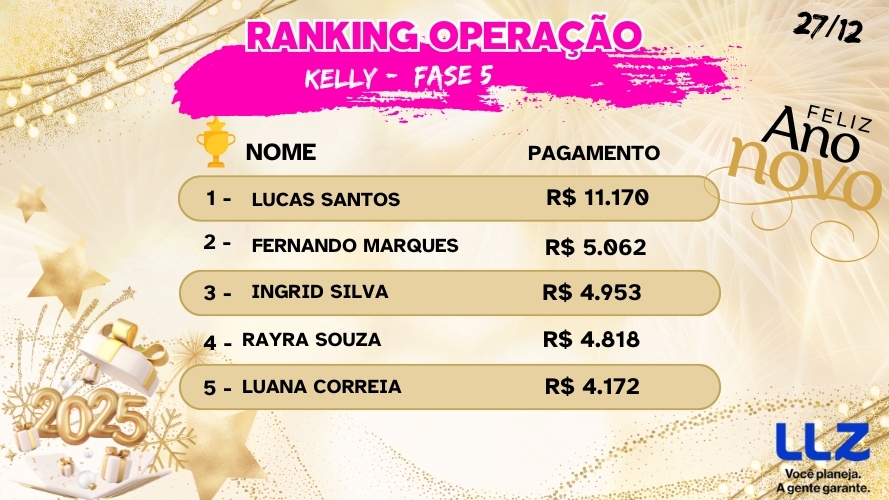 RANKING OPERAÇÃO
27/12
KELLY - FASE 5
FELIZ
Ano
novo
NOME PAGAMENTO
1 - LUCAS SANTOS R$ 11.170
2 - FERNANDO MARQUES R$ 5.062
3 - INGRID SILVA R$ 4.953
4 - RAYRA SOUZA R$ 4.818
5 - LUANA CORREIA R$ 4.172
2025
LLZ
Você planeja.
A gente garante.